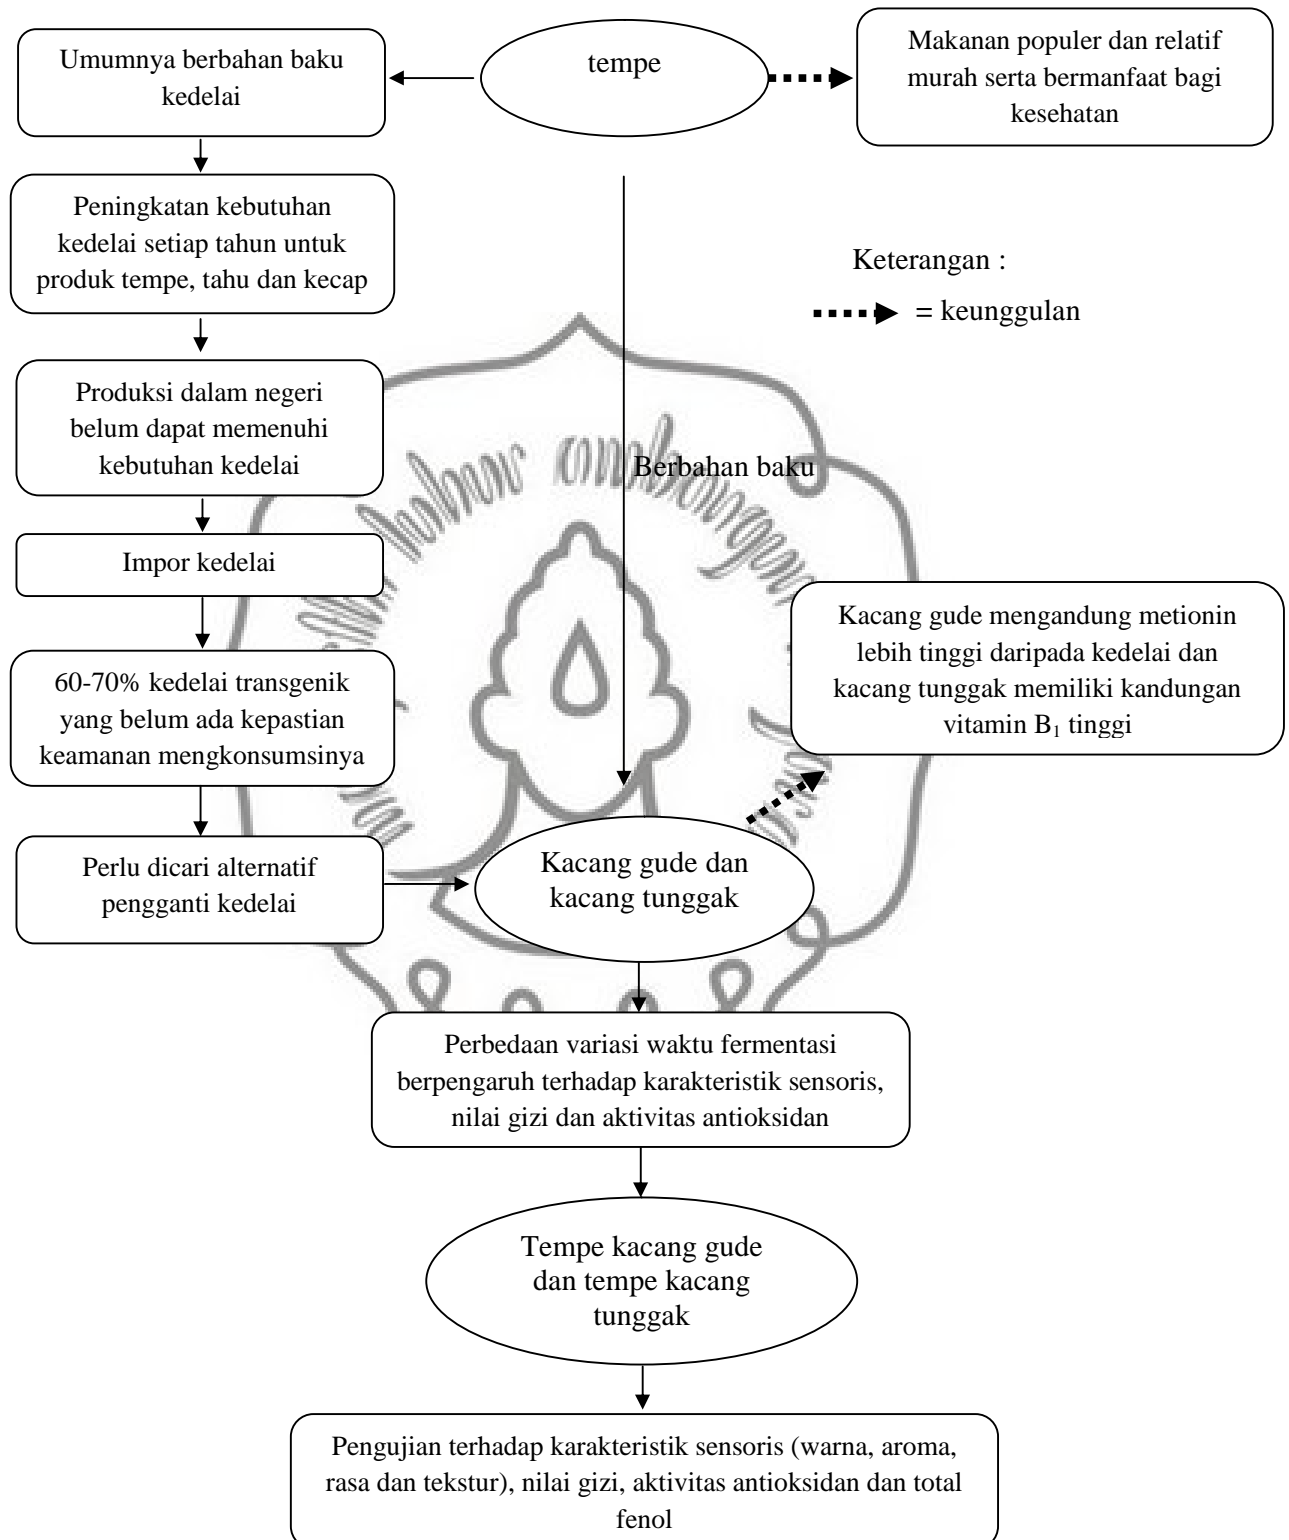 tempe
Makanan populer dan relatif
murah serta bermanfaat bagi
kesehatan
Umumnya berbahan baku
kedelai
Peningkatan kebutuhan
kedelai setiap tahun untuk
produk tempe, tahu dan kecap
Keterangan :
= keunggulan
Produksi dalam negeri
belum dapat memenuhi
kebutuhan kedelai
Berbahan baku
Impor kedelai
Kacang gude mengandung metionin
lebih tinggi daripada kedelai dan
kacang tunggak memiliki kandungan
vitamin B₁ tinggi
60-70% kedelai transgenik
yang belum ada kepastian
keamanan mengkonsumsinya
Perlu dicari alternatif
pengganti kedelai
Kacang gude dan
kacang tunggak
Perbedaan variasi waktu fermentasi
berpengaruh terhadap karakteristik sensoris,
nilai gizi dan aktivitas antioksidan
Tempe kacang gude
dan tempe kacang
tunggak
Pengujian terhadap karakteristik sensoris (warna, aroma,
rasa dan tekstur), nilai gizi, aktivitas antioksidan dan total
fenol